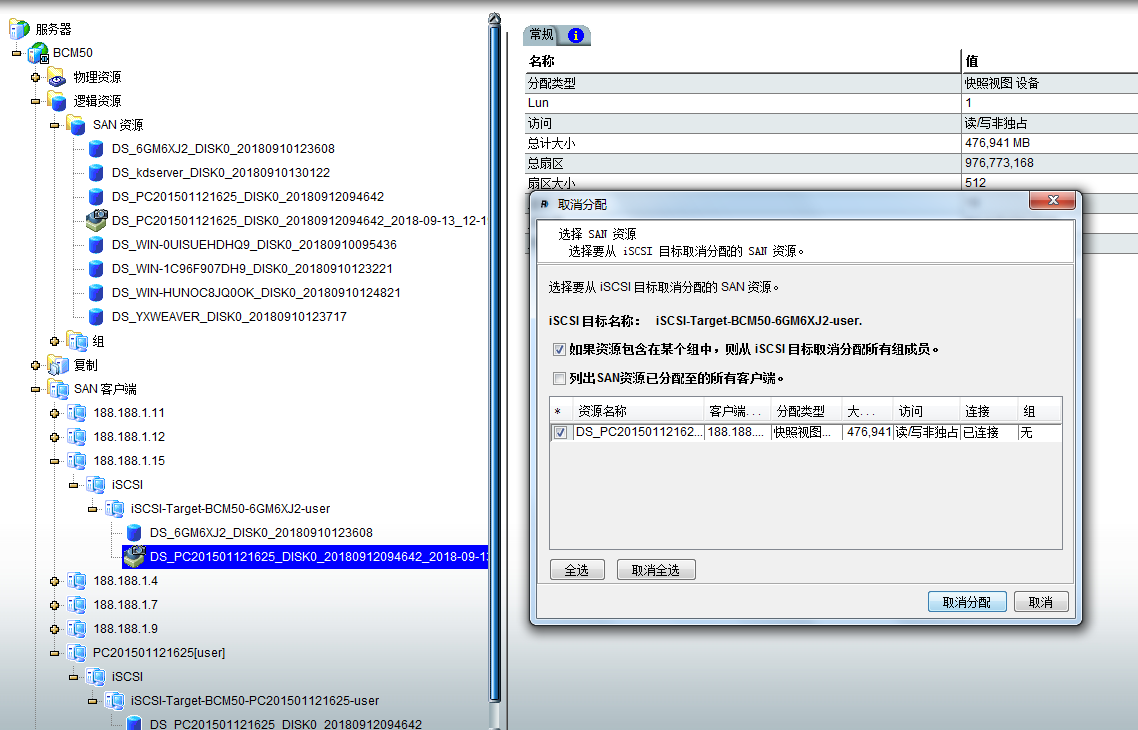 服务器
BCM50
物理资源
逻辑资源
SAN 资源
DS_6GM6XJ2_DISK0_20180910123608
DS_kdserver_DISK0_20180910130122
DS_PC201501121625_DISK0_20180912094642
DS_PC201501121625_DISK0_20180912094642_2018-09-13_12-1
DS_WIN-0UISUEHDHQ9_DISK0_20180910095436
DS_WIN-1C96F907DH9_DISK0_20180910123221
DS_WIN-HUNOC8JQ0OK_DISK0_20180910124821
DS_YXWEAVER_DISK0_20180910123717
组
复制
SAN 客户端
188.188.1.11
188.188.1.12
188.188.1.15
iSCSI
iSCSI-Target-BCM50-6GM6XJ2-user
DS_6GM6XJ2_DISK0_20180910123608
DS_PC201501121625_DISK0_20180912094642_2018-09-13
188.188.1.4
188.188.1.7
188.188.1.9
PC201501121625[user]
iSCSI
iSCSI-Target-BCM50-PC201501121625-user
DS_PC201501121625_DISK0_20180912094642
常规
名称 值
分配类型 快照视图 设备
Lun 1
访问 读/写非独占
总计大小 476,941 MB
总扇区 976,773,168
扇区大小 512
取消分配
选择 SAN 资源
选择要从 iSCSI 目标取消分配的 SAN 资源。
选择要从 iSCSI 目标取消分配的 SAN 资源。
iSCSI 目标名称： iSCSI-Target-BCM50-6GM6XJ2-user.
如果资源包含在某个组中，则从 iSCSI 目标取消分配所有组成员。
列出SAN资源已分配至的所有客户端。
* 资源名称 客户端... 分配类型 大... 访问 连接 组
DS_PC20150112162... 188.188.... 快照视图... 476,941 读/写非独占 已连接 无
全选 取消全选
取消分配 取消